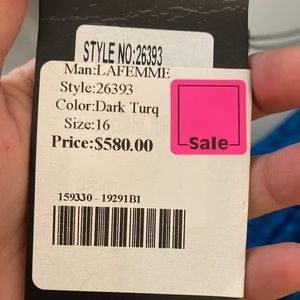 STYLE NO:26393
Man:LAFEMME
Style:26393
Color:Dark Turq
Size:16
Price:$580.00
Sale
159330 - 19291B1